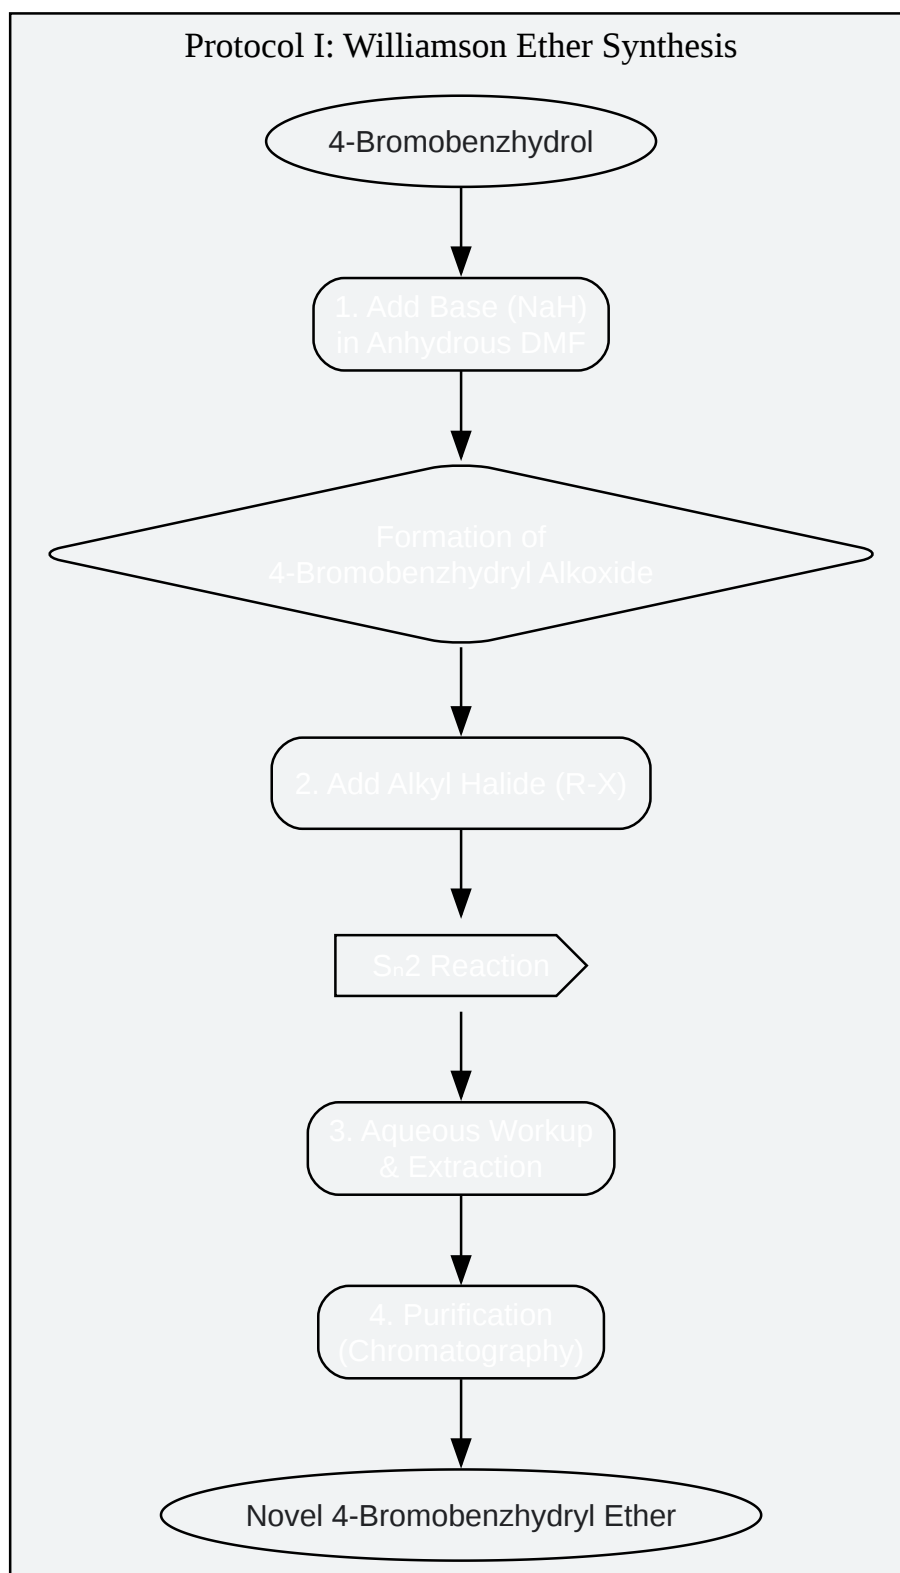 Protocol I: Williamson Ether Synthesis
4-Bromobenzhydrol
1. Add Base (NaH)
in Anhydrous DMF
Formation of
4-Bromobenzhydryl Alkoxide
2. Add Alkyl Halide (R-X)
Sₙ2 Reaction
3. Aqueous Workup
& Extraction
4. Purification
(Chromatography)
Novel 4-Bromobenzhydryl Ether